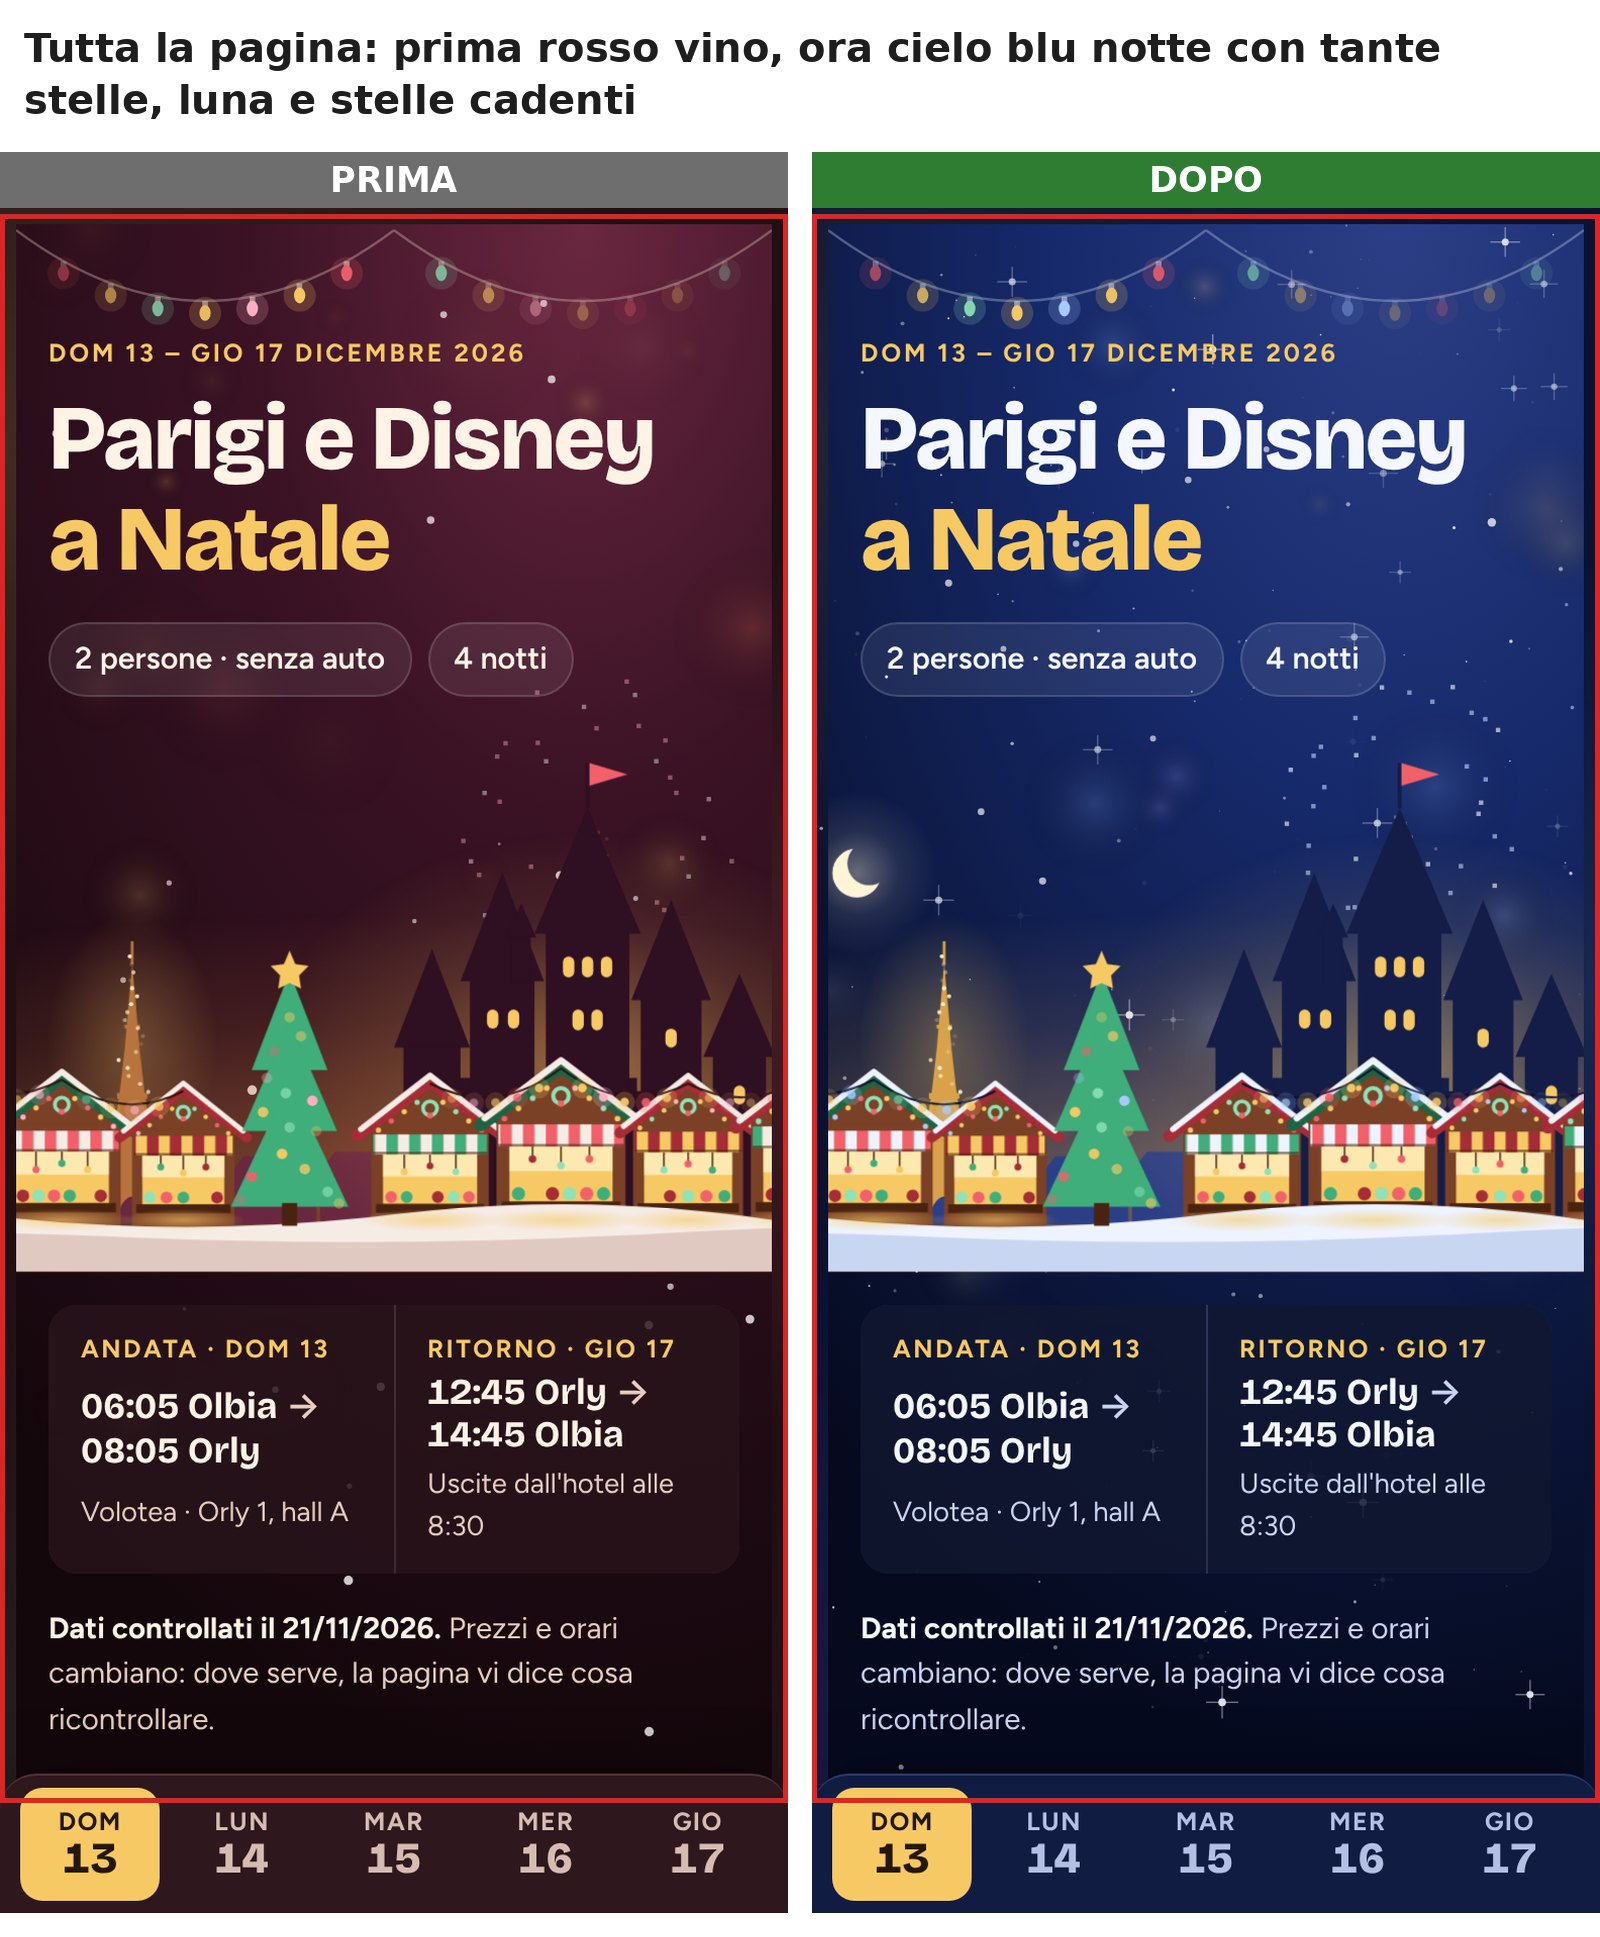 Tutta la pagina: prima rosso vino, ora cielo blu notte con tante
stelle, luna e stelle cadenti
PRIMA
DOM 13 – GIO 17 DICEMBRE 2026
Parigi e Disney
a Natale
2 persone · senza auto
4 notti
ANDATA · DOM 13
06:05 Olbia →
08:05 Orly
Volotea · Orly 1, hall A
RITORNO · GIO 17
12:45 Orly →
14:45 Olbia
Uscite dall'hotel alle
8:30
Dati controllati il 21/11/2026. Prezzi e orari
cambiano: dove serve, la pagina vi dice cosa
ricontrollare.
DOM
13
LUN
14
MAR
15
MER
16
GIO
17
DOPO
DOM 13 – GIO 17 DICEMBRE 2026
Parigi e Disney
a Natale
2 persone · senza auto
4 notti
ANDATA · DOM 13
06:05 Olbia →
08:05 Orly
Volotea · Orly 1, hall A
RITORNO · GIO 17
12:45 Orly →
14:45 Olbia
Uscite dall'hotel alle
8:30
Dati controllati il 21/11/2026. Prezzi e orari
cambiano: dove serve, la pagina vi dice cosa
ricontrollare.
DOM
13
LUN
14
MAR
15
MER
16
GIO
17